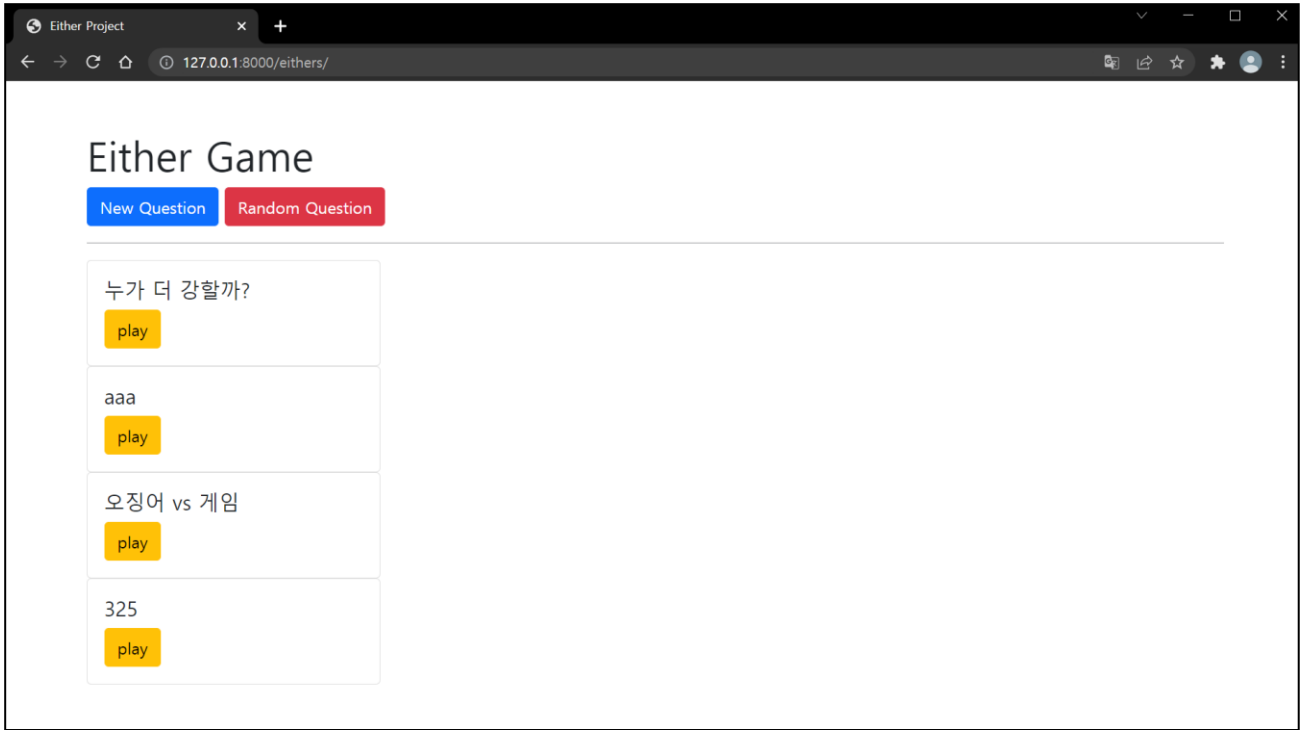 Either Project
127.0.0.1:8000/eithers/
Either Game
New Question Random Question
누가 더 강할까?
play
aaa
play
오징어 vs 게임
play
325
play